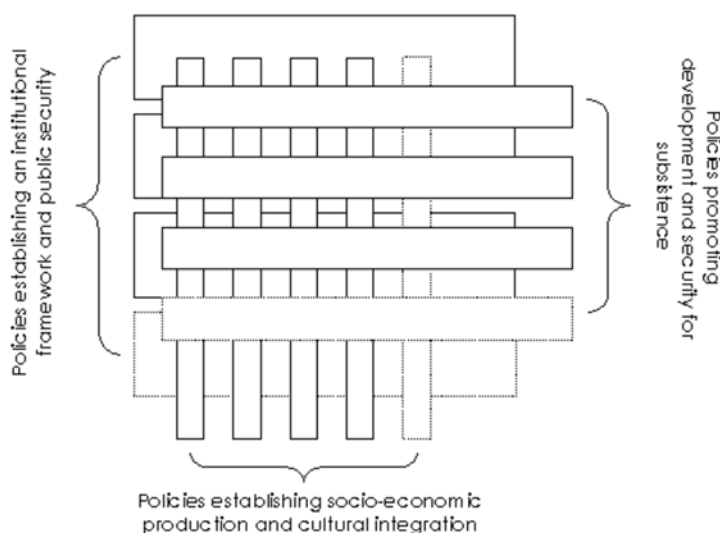 Policies establishing an institutional
framework and public security
Policies promoting
development and security for
subsistence
Policies establishing socio-economic
production and cultural integration